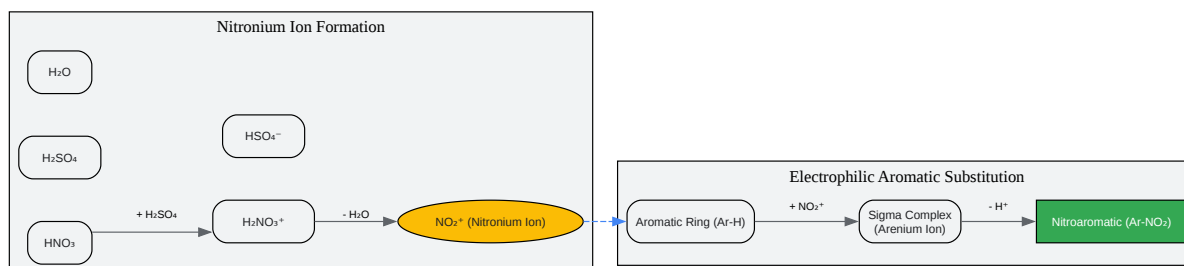 Nitronium Ion Formation
H₂O
HSO₄⁻
H₂SO₄
HNO₃
+ H₂SO₄
H₂NO₃⁺
- H₂O
NO₂⁺ (Nitronium Ion)
Electrophilic Aromatic Substitution
Aromatic Ring (Ar-H)
+ NO₂⁺
Sigma Complex
(Arenium Ion)
- H⁺
Nitroaromatic (Ar-NO₂)